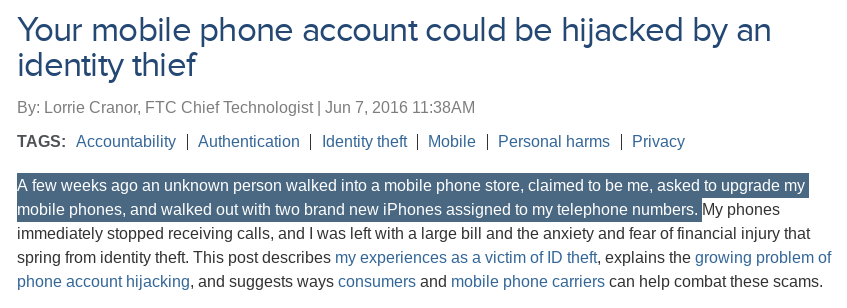 Your mobile phone account could be hijacked by an
identity thief
By: Lorrie Cranor, FTC Chief Technologist | Jun 7, 2016 11:38AM
TAGS: Accountability | Authentication | Identity theft | Mobile | Personal harms | Privacy
A few weeks ago an unknown person walked into a mobile phone store, claimed to be me, asked to upgrade my
mobile phones, and walked out with two brand new iPhones assigned to my telephone numbers. My phones
immediately stopped receiving calls, and I was left with a large bill and the anxiety and fear of financial injury that
spring from identity theft. This post describes my experiences as a victim of ID theft, explains the growing problem of
phone account hijacking, and suggests ways consumers and mobile phone carriers can help combat these scams.